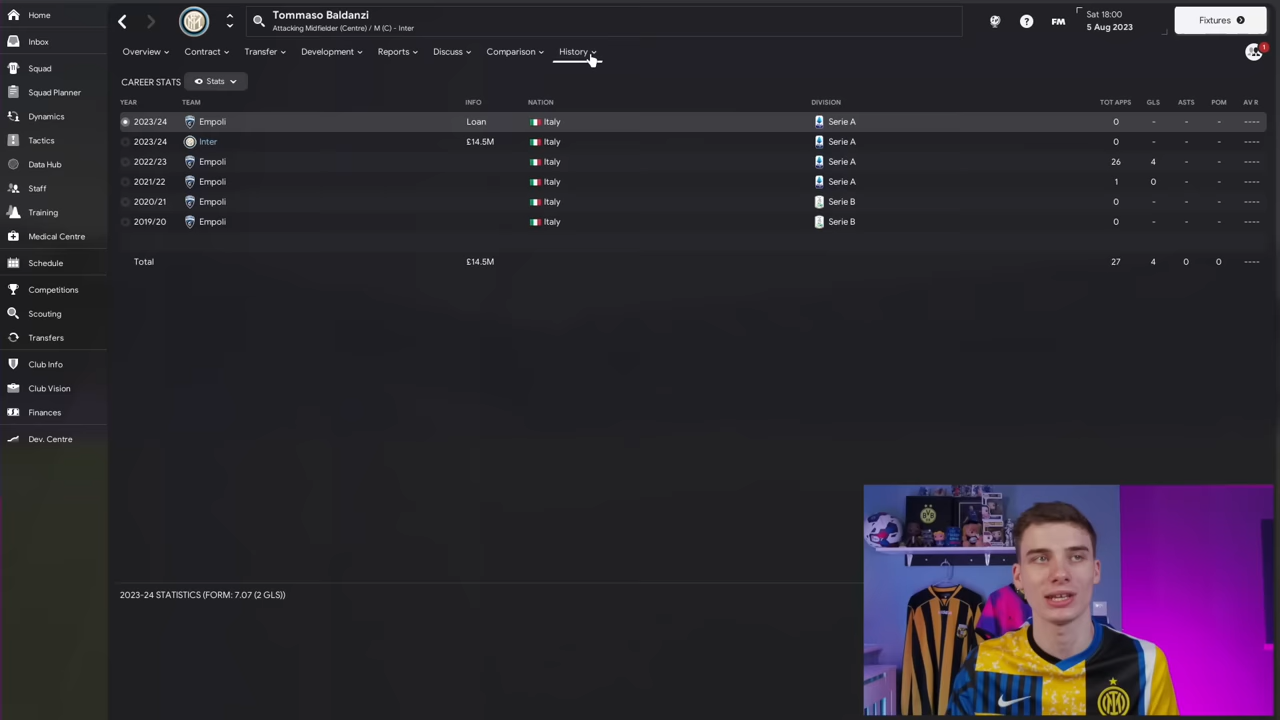 Home
Tommaso Baldanzi
Attacking Midfielder (Centre) / M (C) - Inter
FM
Sat 18:00
5 Aug 2023
Fixtures
Inbox
Overview Contract Transfer Development Reports Discuss Comparison History
1
Squad
CAREER STATS Stats
Squad Planner
YEAR TEAM INFO NATION DIVISION TOT APPS GLS ASTS POM AV R
Dynamics
2023/24 Empoli Loan Italy Serie A 0 - - - ----
Tactics
2023/24 Inter £14.5M Italy Serie A 0 - - - ----
Data Hub
2022/23 Empoli Italy Serie A 26 4 - - ----
Staff
2021/22 Empoli Italy Serie A 1 0 - - ----
Training
2020/21 Empoli Italy Serie B 0 - - - ----
2019/20 Empoli Italy Serie B 0 - - - ----
Medical Centre
Schedule
Total £14.5M 27 4 0 0 ----
Competitions
Scouting
Transfers
Club Info
Club Vision
Finances
Dev. Centre
2023-24 STATISTICS (FORM: 7.07 (2 GLS))
BVB
09